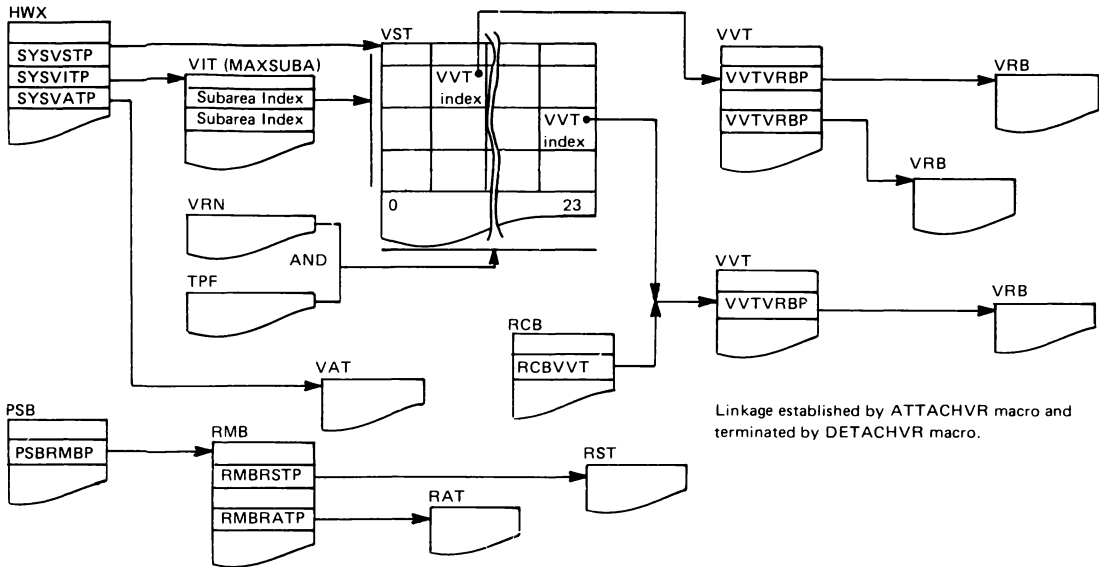 HWX
SYSVSTP
SYSVITP
SYSVATP
VIT (MAXSUBA)
Subarea Index
Subarea Index
VST
VVT
index
VVT
index
0 23
VRN
AND
TPF
VVT
VVTVRBP
VVTVRBP
VRB
VRB
VVT
VVTVRBP
VRB
RCB
RCBVVT
VAT
Linkage established by ATTACHVR macro and
terminated by DETACHVR macro.
PSB
PSBRMBP
RMB
RMBRSTP
RMBRATP
RST
RAT